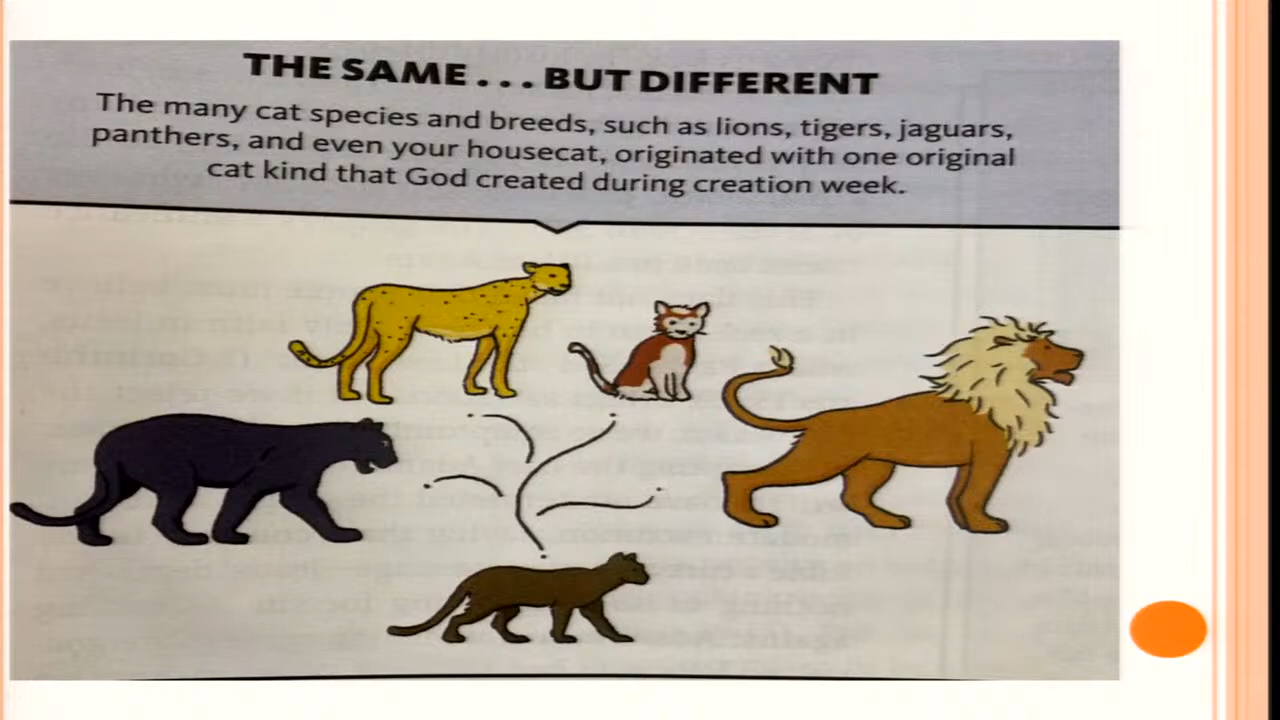 THE SAME . . . BUT DIFFERENT
The many cat species and breeds, such as lions, tigers, jaguars,
panthers, and even your housecat, originated with one original
cat kind that God created during creation week.